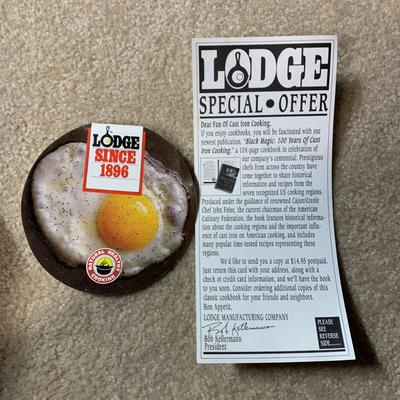 LODGE
SINCE
1896
NATURAL HEALTHY
COOKING
LODGE
SPECIAL • OFFER
Dear Fan Of Cast Iron Cooking,
If you enjoy cookbooks, you will be fascinated with our
newest publication, "Black Magic: 100 Years Of Cast
Iron Cooking," a 104-page cookbook in celebration of
our company's centennial. Prestigious
chefs from across the country have
come together to share historical
information and recipes from the
seven recognized US cooking regions.
Produced under the guidance of renowned Cajun/Creole
Chef John Folse, the current chairman of the American
Culinary Federation, the book features historical informa-
tion about the cooking regions and the important influ-
ence of cast iron on American cooking, and includes
many popular time-tested recipes representing these
regions.
We'd like to send you a copy at $14.95 postpaid.
Just return this card with your address, along with a
check or credit card information, and we'll have the book
to you soon. Consider ordering additional copies of this
classic cookbook for your friends and neighbors.
Bon Appetit,
LODGE MANUFACTURING COMPANY
Bob Kellermann
Bob Kellermann
President
PLEASE
SEE
REVERSE
SIDE......